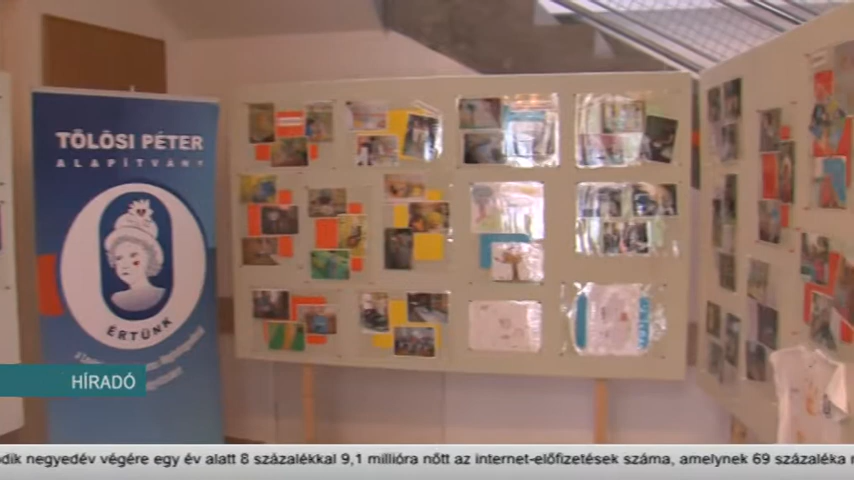 TÖLÖSI PÉTER
ALAPÍTVÁNY
ÉRTÜNK
HÍRADÓ
dik negyedév végére egy év alatt 8 százalékkal 9,1 millióra nőtt az internet-előfizetések száma, amelynek 69 százaléka